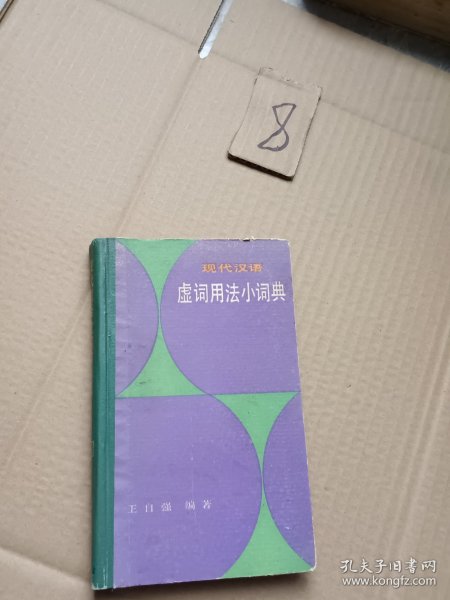 8
现代汉语
虚词用法小词典
王自强 编著
孔夫子旧书网
www.kongfz.com